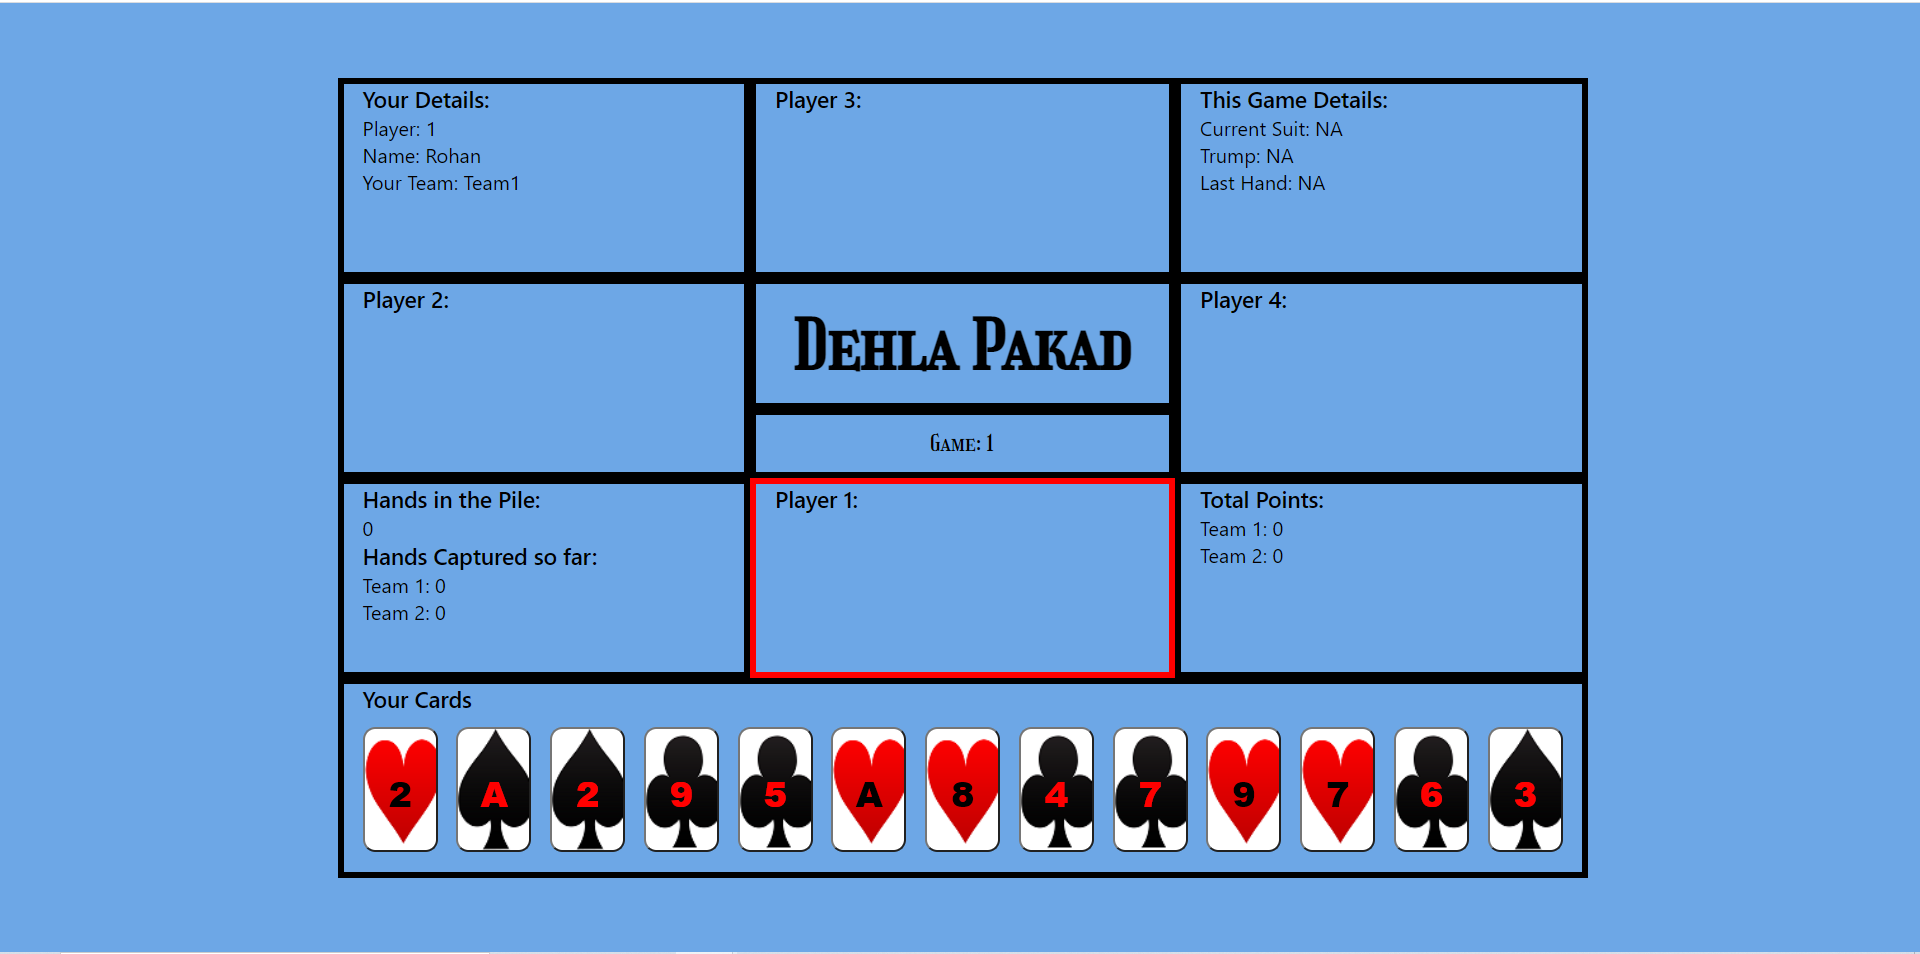 Your Details:
Player: 1
Name: Rohan
Your Team: Team1
Player 3:
This Game Details:
Current Suit: NA
Trump: NA
Last Hand: NA
Player 2:
Dehla Pakad
Game: 1
Player 4:
Hands in the Pile:
0
Hands Captured so far:
Team 1: 0
Team 2: 0
Player 1:
Total Points:
Team 1: 0
Team 2: 0
Your Cards
2 A 2 9 5 A 8 4 7 9 7 6 3